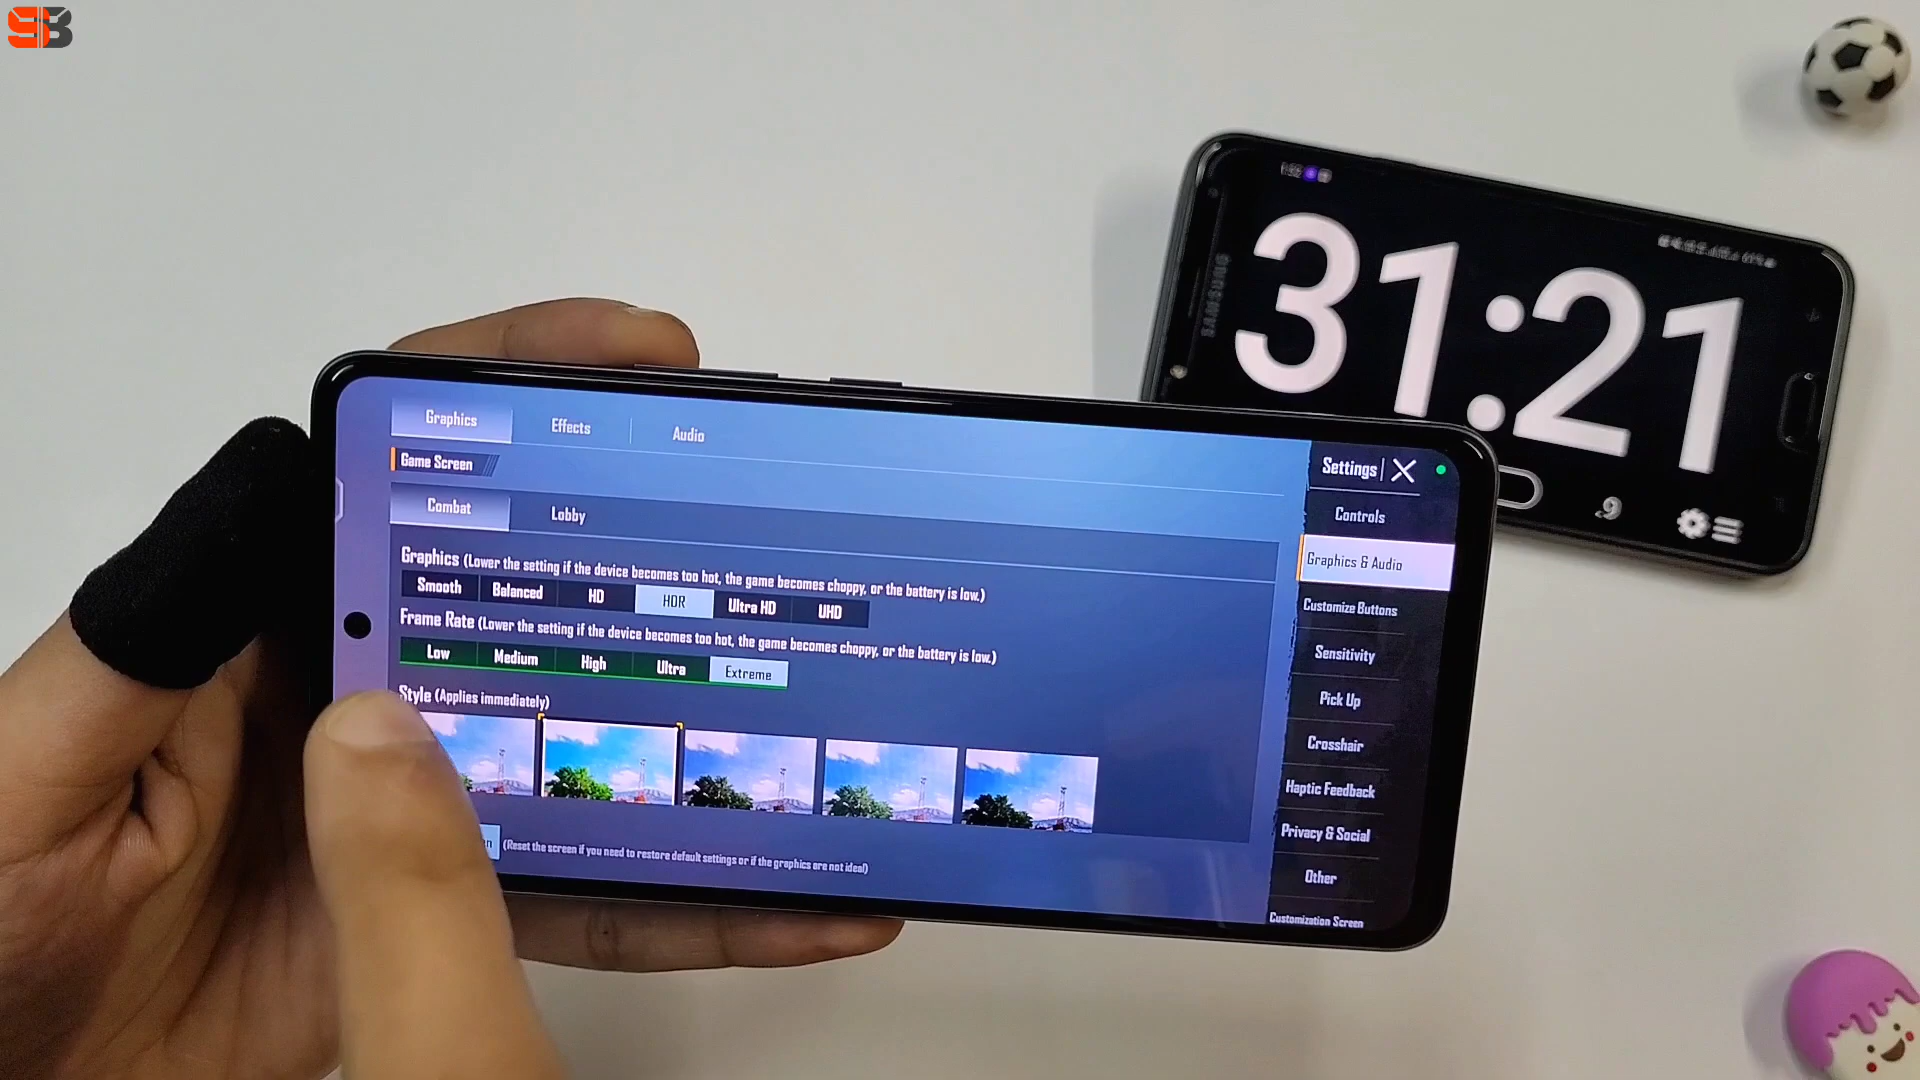 SB
SAMSUNG
31:21
.9
Graphics
Effects
Audio
Settings
Game Screen
Combat
Lobby
Controls
Graphics & Audio
Customize Buttons
Sensitivity
Pick Up
Crosshair
Haptic Feedback
Privacy & Social
Other
Customization Screen
Graphics (Lower the setting if the device becomes too hot, the game becomes choppy, or the battery is low.)
Smooth Balanced HD HDR Ultra HD UHD
Frame Rate (Lower the setting if the device becomes too hot, the game becomes choppy, or the battery is low.)
Low Medium High Ultra Extreme
Style (Applies immediately)
(Reset the screen if you need to restore default settings or if the graphics are not ideal)